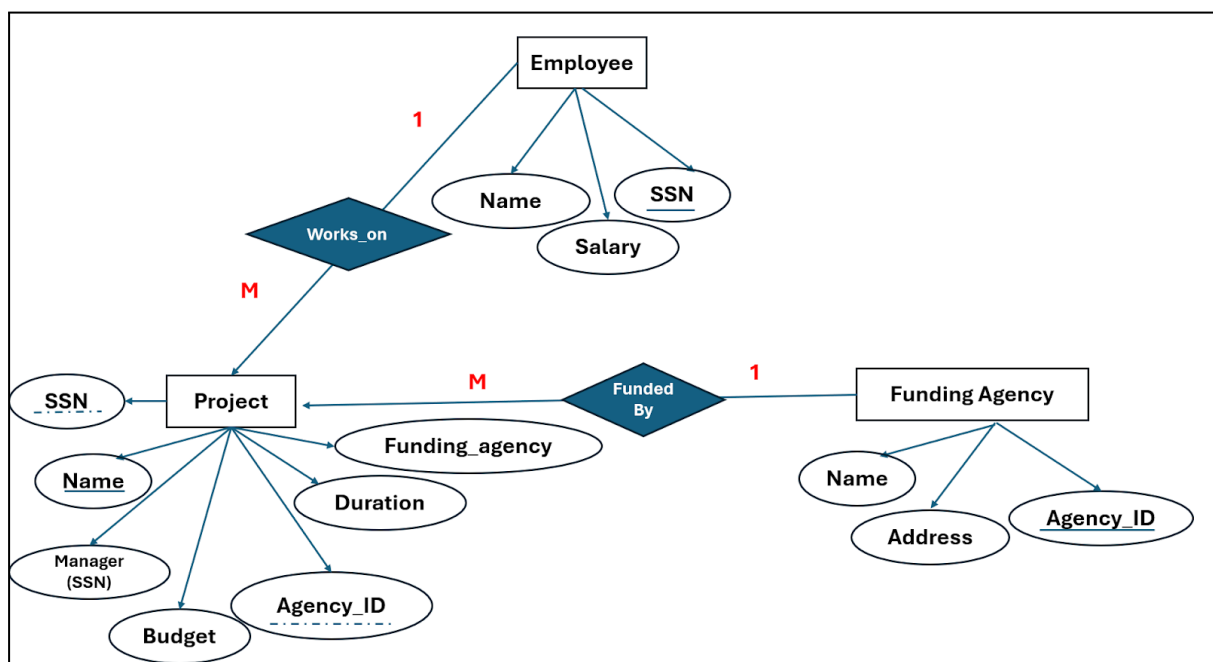 Employee
1
Name
SSN
Salary
Works_on
M
SSN
Project
M
Funded
By
1
Funding Agency
Funding_agency
Name
Duration
Manager
(SSN)
Budget
Agency_ID
Name
Address
Agency_ID